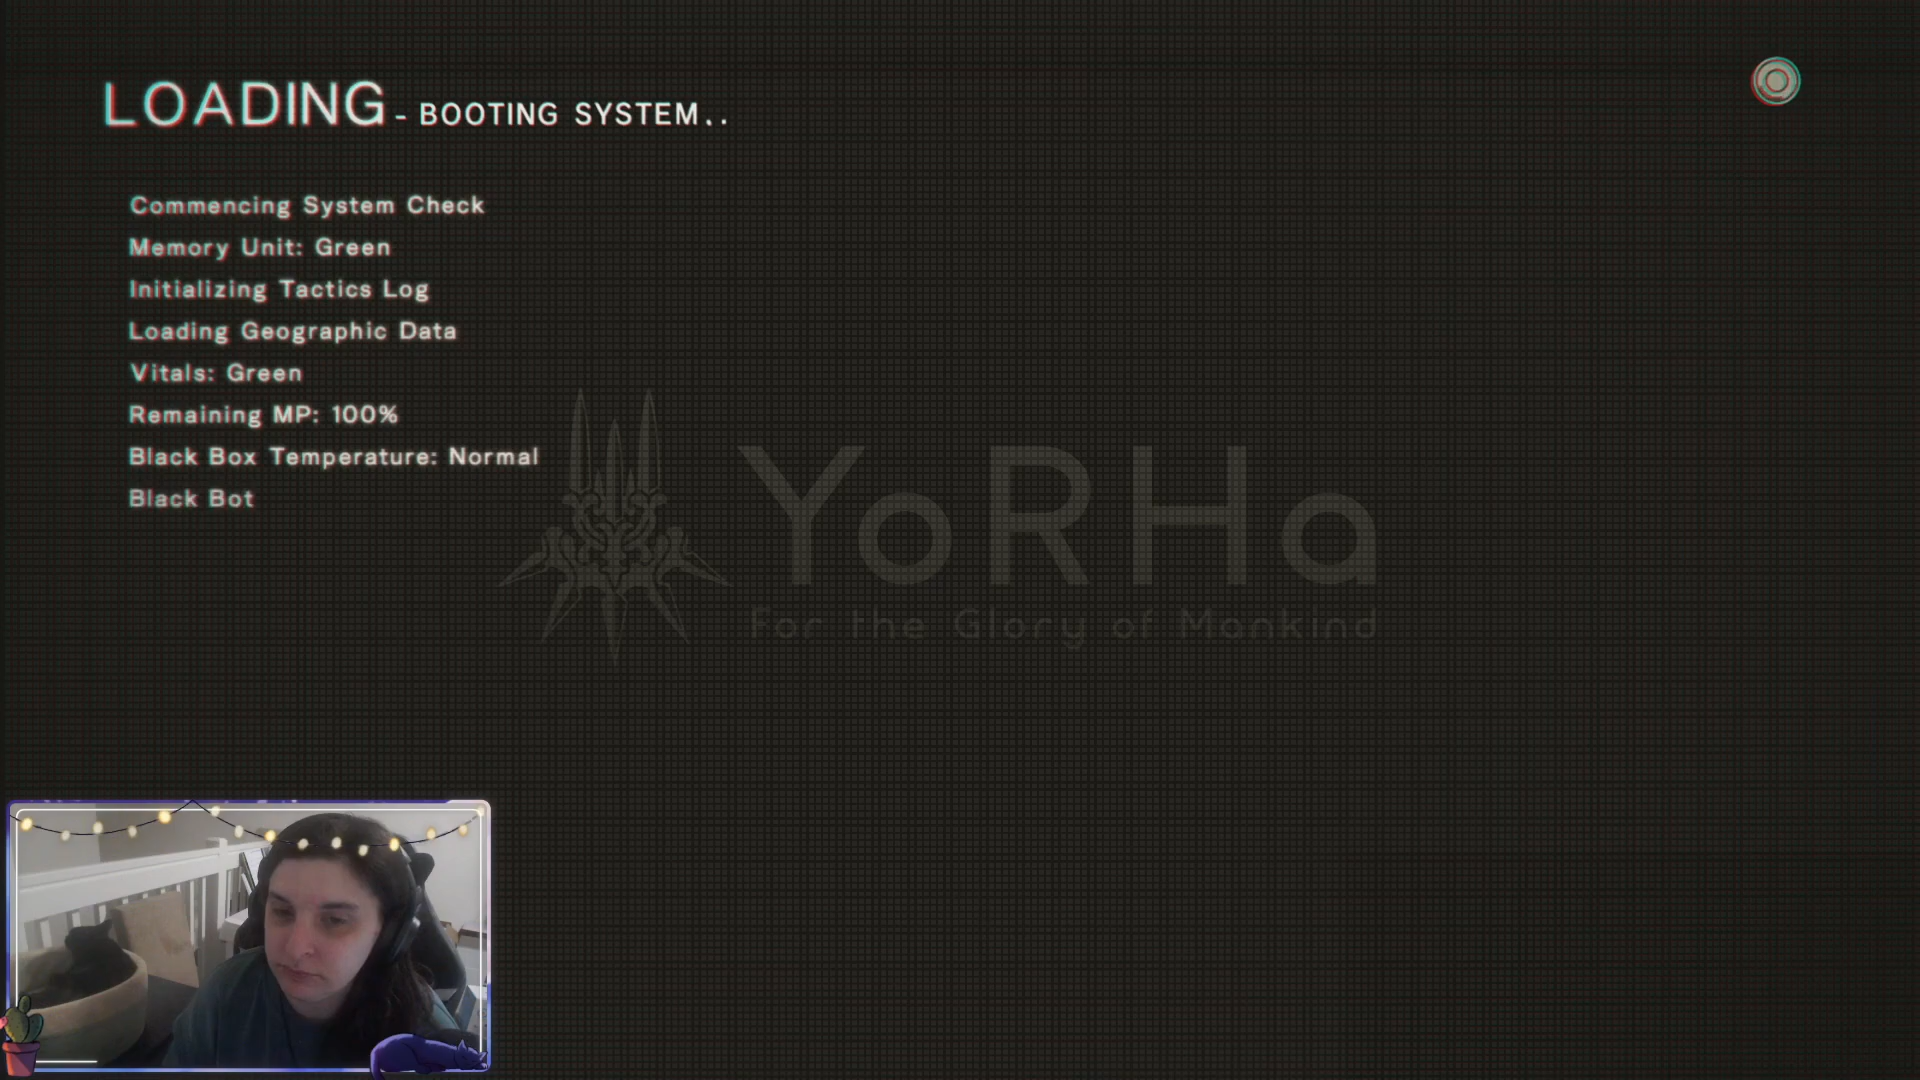 LOADING - BOOTING SYSTEM..
Commencing System Check
Memory Unit: Green
Initializing Tactics Log
Loading Geographic Data
Vitals: Green
Remaining MP: 100%
Black Box Temperature: Normal
Black Bot
YoRHa
For the Glory of Mankind